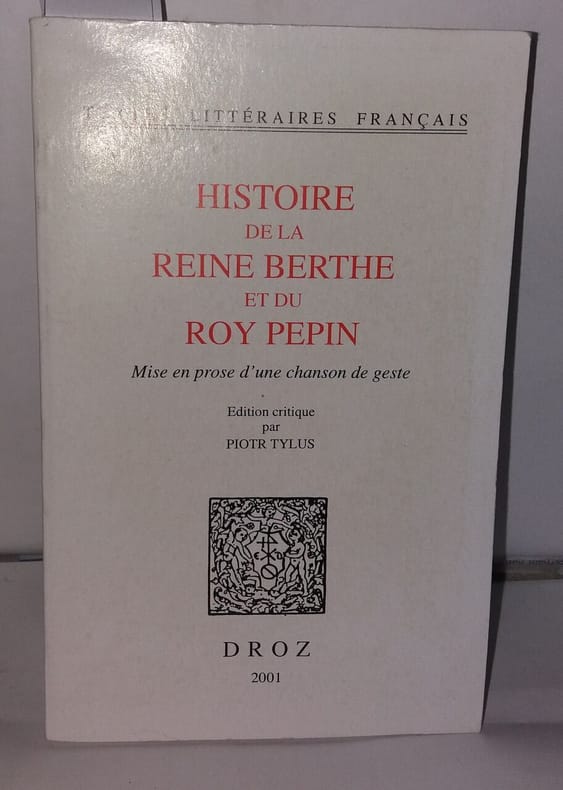 LITTÉRAIRES FRANÇAIS
HISTOIRE
DE LA
REINE BERTHE
ET DU
ROY PEPIN
Mise en prose d'une chanson de geste
Edition critique
par
PIOTR TYLUS
DROZ
2001